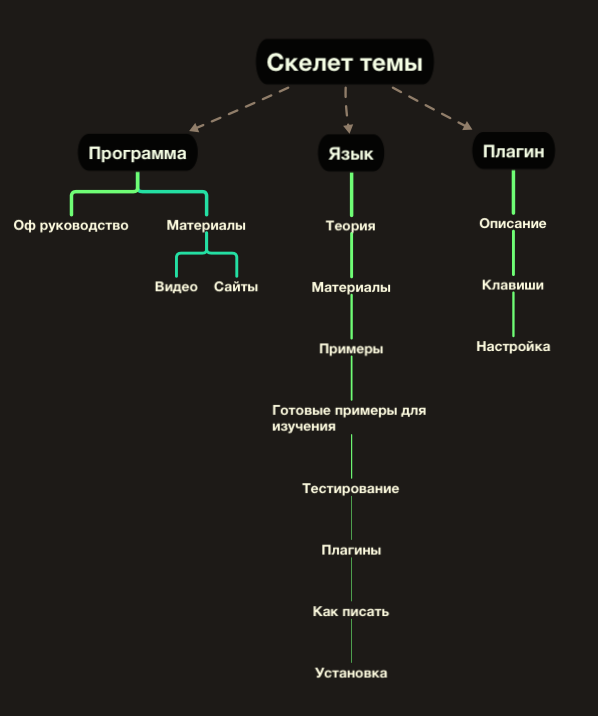 Скелет темы
Программа
Оф руководство
Материалы
Видео
Сайты
Язык
Теория
Материалы
Примеры
Готовые примеры для
изучения
Тестирование
Плагины
Как писать
Установка
Плагин
Описание
Клавиши
Настройка